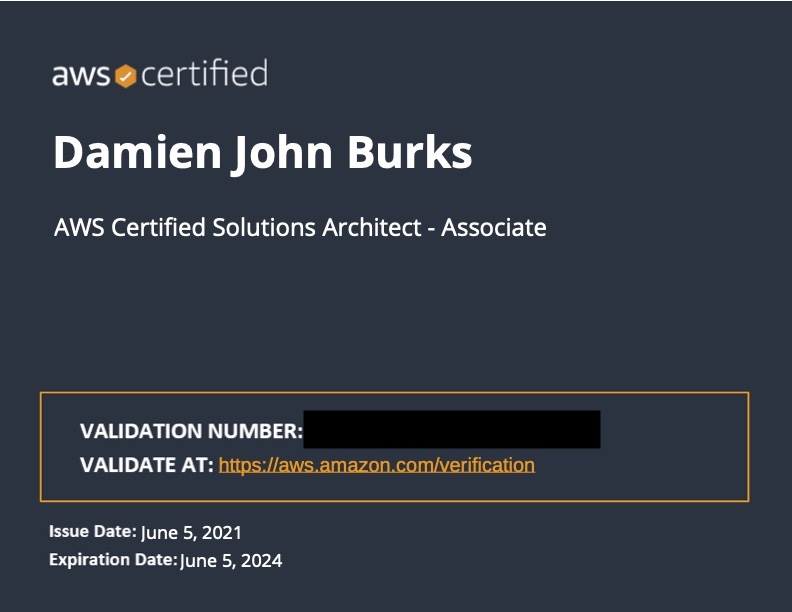 aws certified
Damien John Burks
AWS Certified Solutions Architect - Associate
VALIDATION NUMBER:
VALIDATE AT: https://aws.amazon.com/verification
Issue Date: June 5, 2021
Expiration Date: June 5, 2024